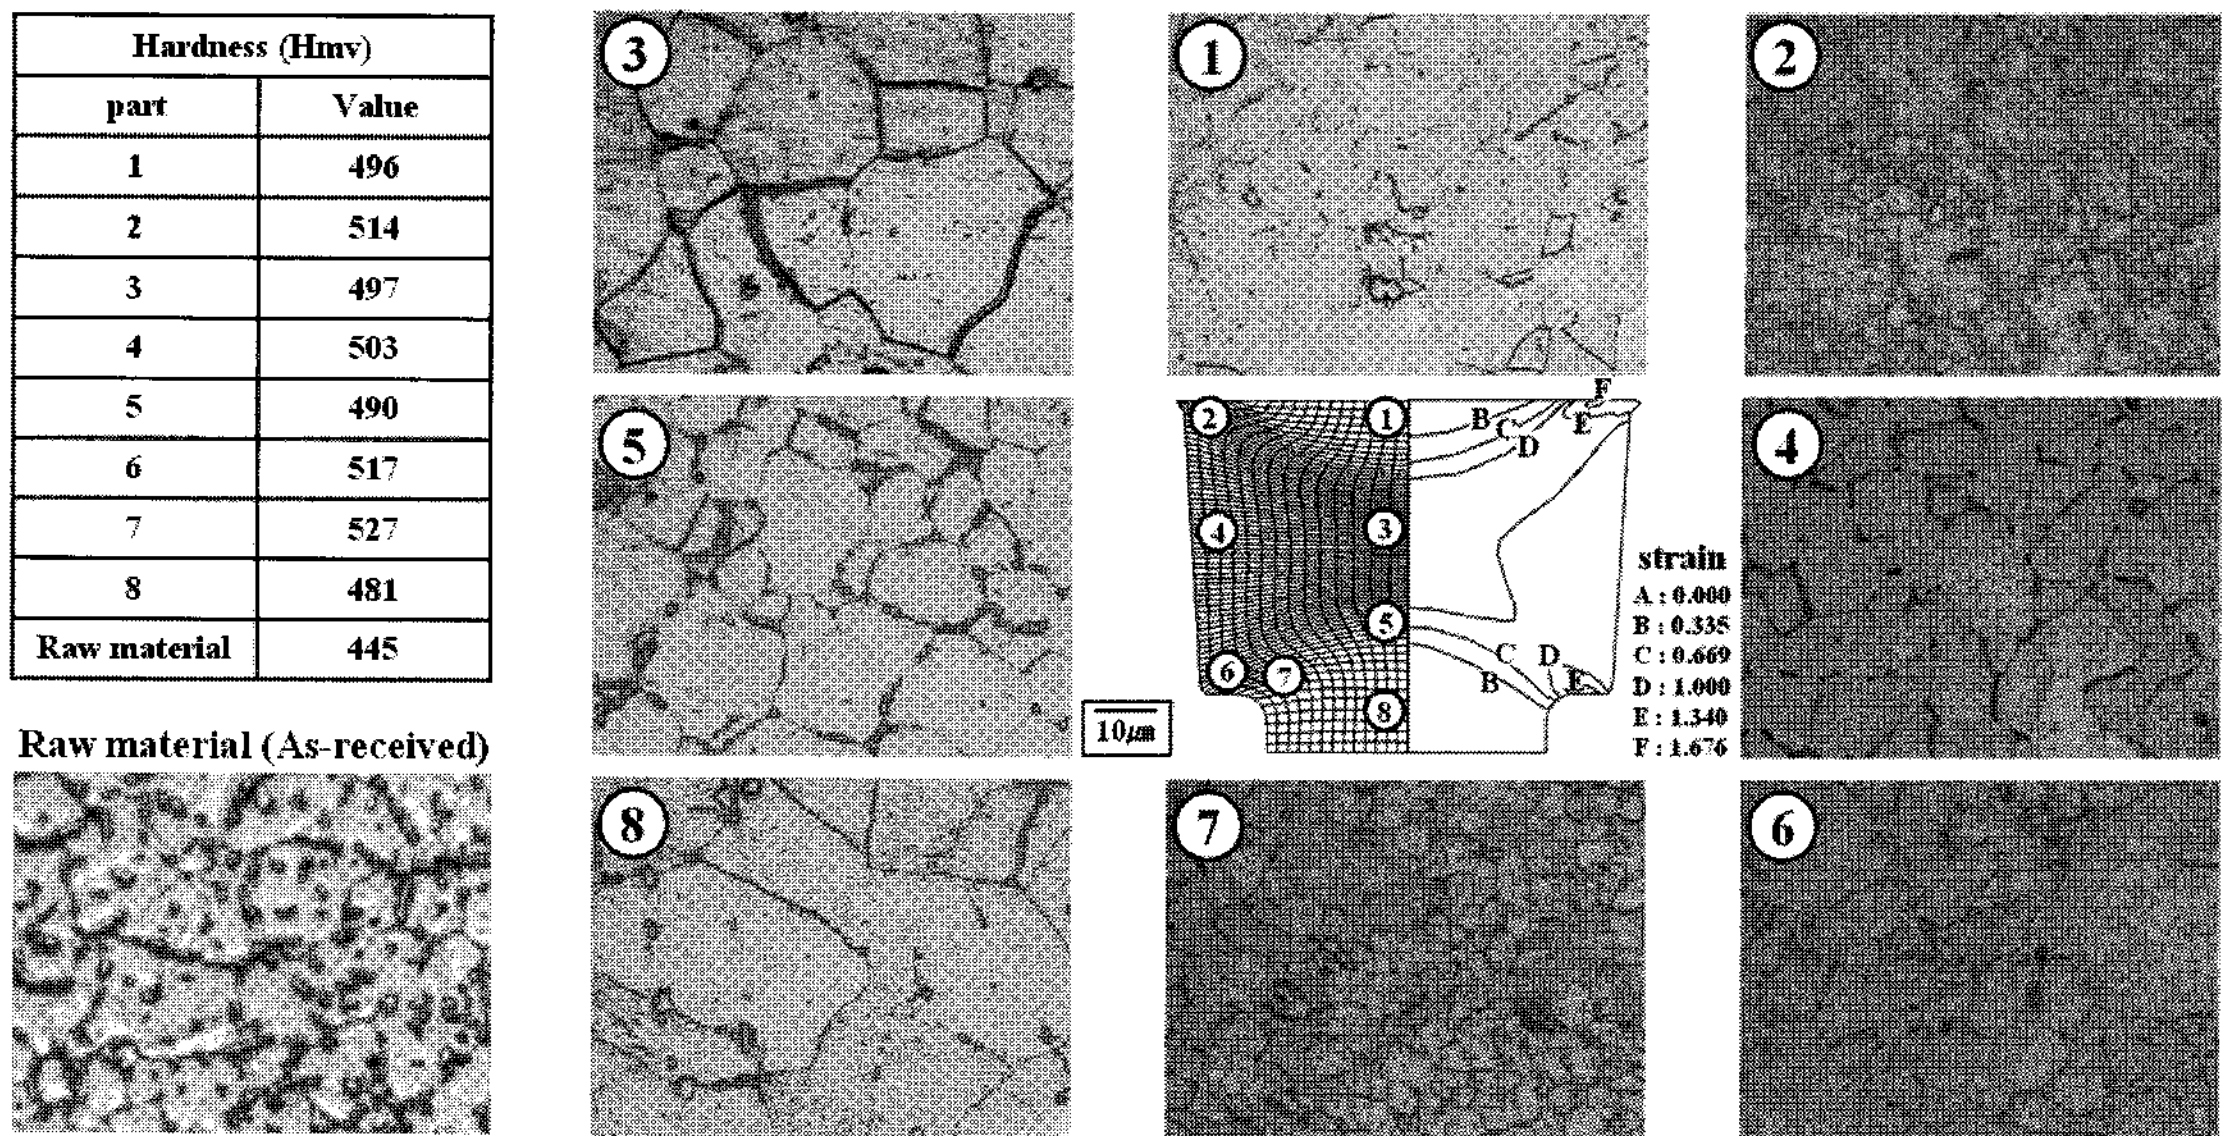 Hardness (Hmv)
part Value
1 496
2 514
3 497
4 503
5 490
6 517
7 527
8 481
Raw material 445
Raw material (As-received)
3
1
2
5
4
8
7
6
2 1
4 3
5
6 7
8
B C D E F
C D E
B
10μm
strain
A : 0.000
B : 0.335
C : 0.669
D : 1.000
E : 1.340
F : 1.676